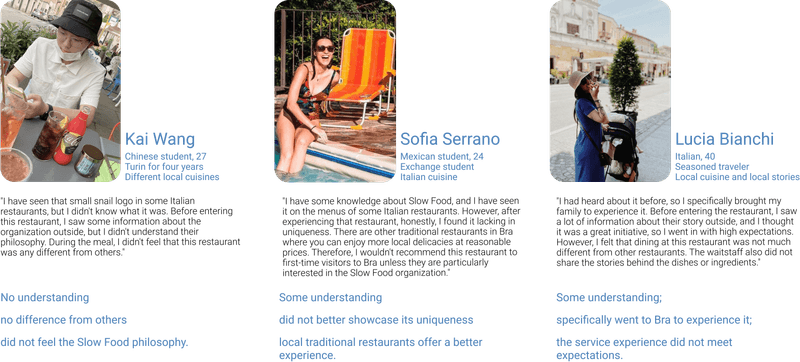 Kai Wang
Chinese student, 27
Turin for four years
Different local cuisines
"I have seen that small snail logo in some Italian
restaurants, but I didn't know what it was. Before entering
this restaurant, I saw some information about the
organization outside, but I didn't understand their
philosophy. During the meal, I didn't feel that this restaurant
was any different from others."
No understanding
no difference from others
did not feel the Slow Food philosophy.
Sofia Serrano
Mexican student, 24
Exchange student
Italian cuisine
"I have some knowledge about Slow Food, and I have seen
it on the menus of some Italian restaurants. However, after
experiencing that restaurant, honestly, I found it lacking in
uniqueness. There are other traditional restaurants in Bra
where you can enjoy more local delicacies at reasonable
prices. Therefore, I wouldn't recommend this restaurant to
first-time visitors to Bra unless they are particularly
interested in the Slow Food organization."
Some understanding
did not better showcase its uniqueness
local traditional restaurants offer a better
experience.
Lucia Bianchi
Italian, 40
Seasoned traveler
Local cuisine and local stories
"I had heard about it before, so I specifically brought my
family to experience it. Before entering the restaurant, I saw
a lot of information about their story outside, and I thought
it was a great initiative, so I went in with high expectations.
However, I felt that dining at this restaurant was not much
different from other restaurants. The waitstaff also did not
share the stories behind the dishes or ingredients."
Some understanding;
specifically went to Bra to experience it;
the service experience did not meet
expectations.